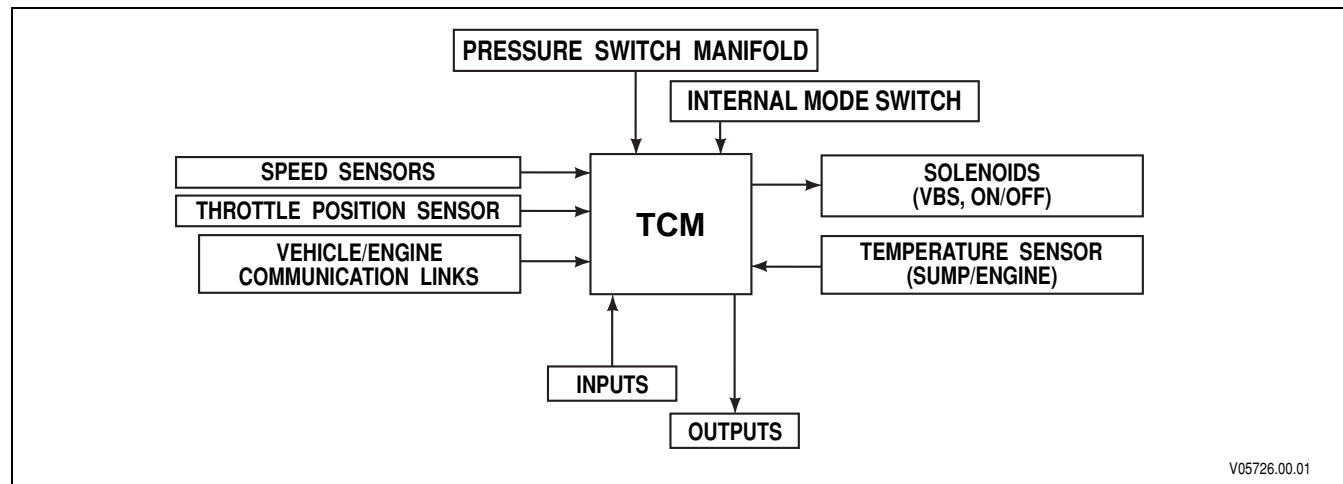 PRESSURE SWITCH MANIFOLD
INTERNAL MODE SWITCH
SPEED SENSORS
THROTTLE POSITION SENSOR
VEHICLE/ENGINE
COMMUNICATION LINKS
TCM
SOLENOIDS
(VBS, ON/OFF)
TEMPERATURE SENSOR
(SUMP/ENGINE)
INPUTS
OUTPUTS
V05726.00.01